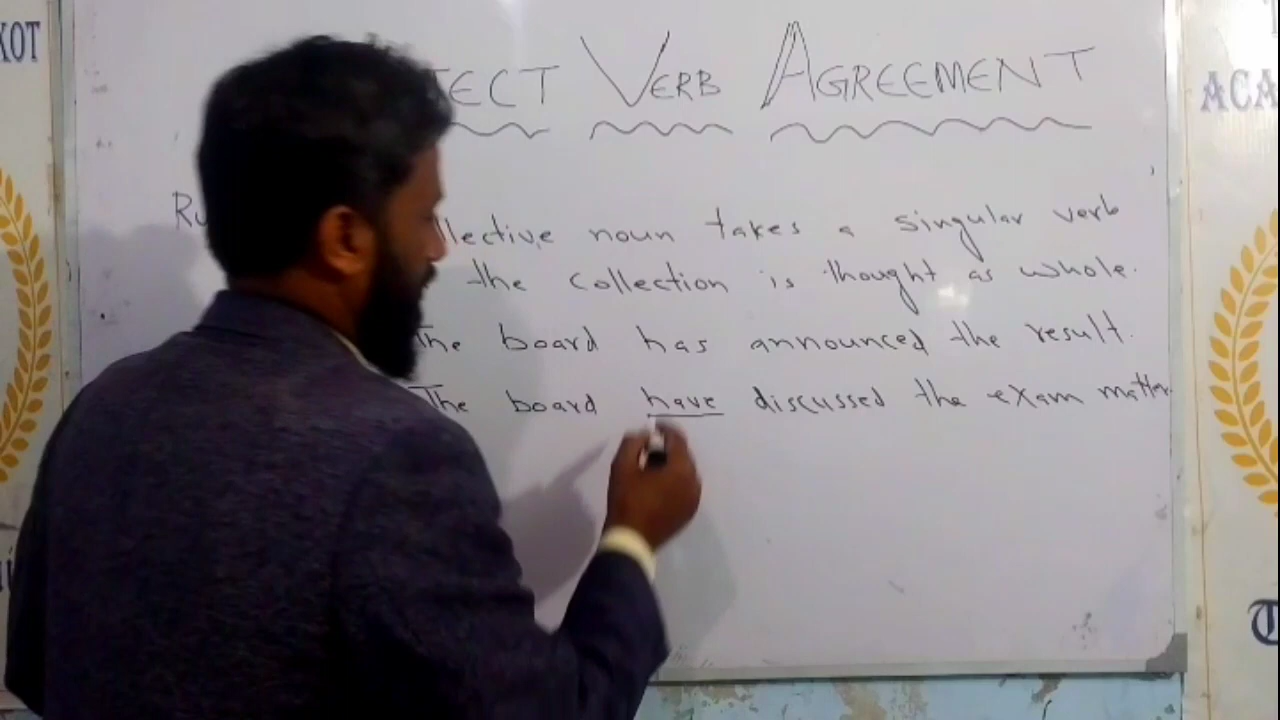 KOT
ECT VERB AGREEMENT
ACA
Ru llective noun takes a singular verb
the collection is thought as whole.
The board has announced the result.
The board have discussed the exam matter.
T